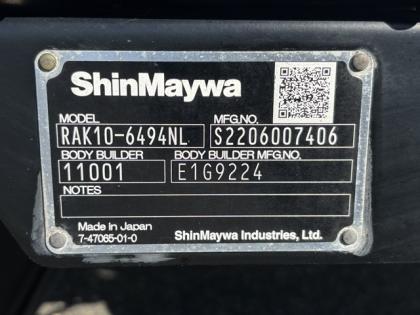 ShinMaywa
MODEL MFG.NO.
RAK10-6494NL S2206007406
BODY BUILDER BODY BUILDER MFG.NO.
11001 E1G9224
NOTES
Made in Japan
7-47065-01-0 ShinMaywa Industries, Ltd.